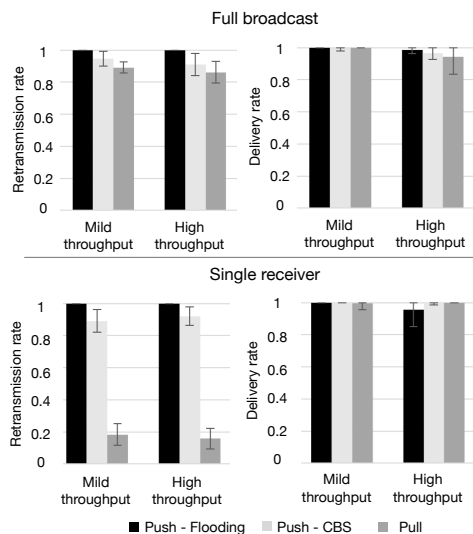 Full broadcast
Retransmission rate
1
0.8
0.6
0.4
0.2
0
Mild throughput
High throughput
Delivery rate
1
0.8
0.6
0.4
0.2
0
Mild throughput
High throughput
Single receiver
Retransmission rate
1
0.8
0.6
0.4
0.2
0
Mild throughput
High throughput
Delivery rate
1
0.8
0.6
0.4
0.2
0
Mild throughput
High throughput
Push - Flooding Push - CBS Pull